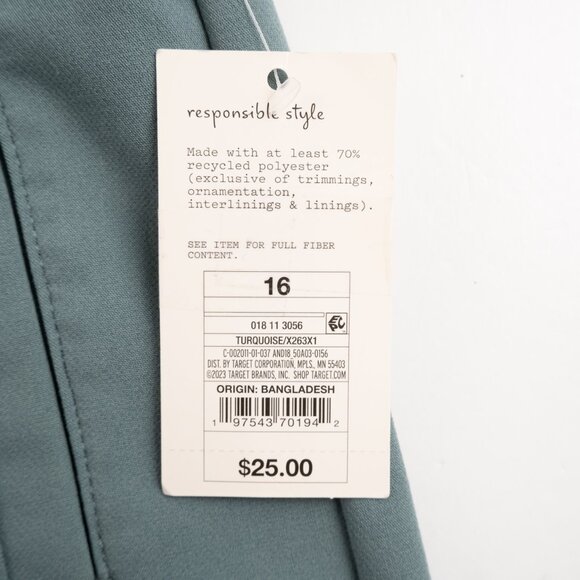 responsible style
Made with at least 70%
recycled polyester
(exclusive of trimmings,
ornamentation,
interlinings & linings).
SEE ITEM FOR FULL FIBER
CONTENT.
16
018 11 3056
TURQUOISE/X263X1
C-002011-01-037 AND18_50A03-0156
DIST. BY TARGET CORPORATION, MPLS., MN 55403
©2023 TARGET BRANDS, INC. SHOP TARGET.COM
ORIGIN: BANGLADESH
1 97543 70194 2
$25.00